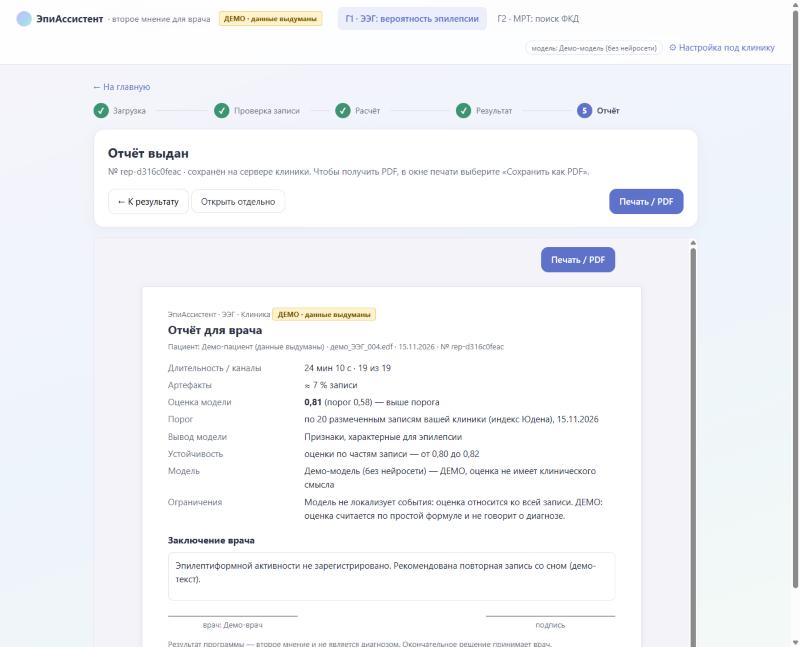 ЭпиАссистент · второе мнение для врача ДЕМО · данные выдуманы Г1 · ЭЭГ: вероятность эпилепсии Г2 · МРТ: поиск ФКД
модель: Демо-модель (без нейросети) ⚙ Настройка под клинику
← На главную
✓ Загрузка ✓ Проверка записи ✓ Расчёт ✓ Результат 5 Отчёт
Отчёт выдан
№ rep-d316c0feac · сохранён на сервере клиники. Чтобы получить PDF, в окне печати выберите «Сохранить как PDF».
← К результату Открыть отдельно Печать / PDF
Печать / PDF
ЭпиАссистент · ЭЭГ · Клиника ДЕМО · данные выдуманы
Отчёт для врача
Пациент: Демо-пациент (данные выдуманы) · демо_ЭЭГ_004.edf · 15.11.2026 · № rep-d316c0feac
Длительность / каналы 24 мин 10 с · 19 из 19
Артефакты ≈ 7 % записи
Оценка модели 0,81 (порог 0,58) — выше порога
Порог по 20 размеченным записям вашей клиники (индекс Юдена), 15.11.2026
Вывод модели Признаки, характерные для эпилепсии
Устойчивость оценки по частям записи — от 0,80 до 0,82
Модель Демо-модель (без нейросети) — ДЕМО, оценка не имеет клинического
смысла
Ограничения Модель не локализует события: оценка относится ко всей записи. ДЕМО:
оценка считается по простой формуле и не говорит о диагнозе.
Заключение врача
Эпилептиформной активности не зарегистрировано. Рекомендована повторная запись со сном (демо-
текст).
врач: Демо-врач подпись
Результат программы — второе мнение и не является диагнозом. Окончательное решение принимает врач.